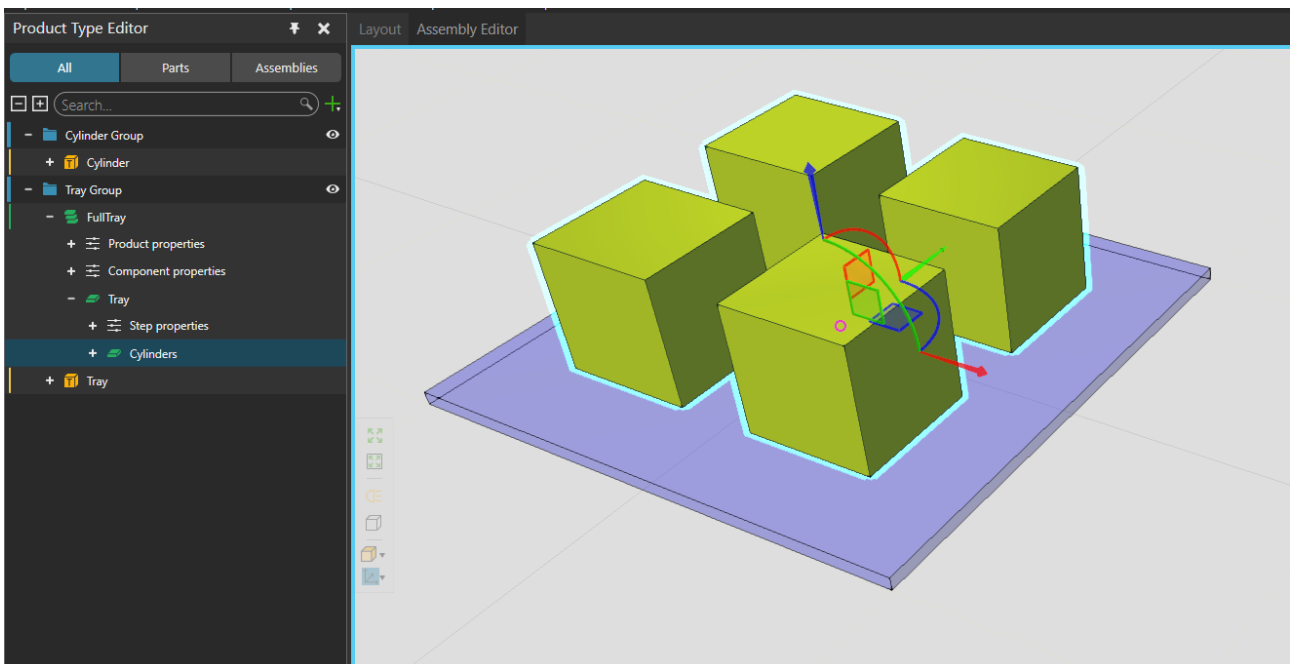 Product Type Editor
Layout Assembly Editor
All Parts Assemblies
Search...
Cylinder Group
Cylinder
Tray Group
FullTray
Product properties
Component properties
Tray
Step properties
Cylinders
Tray